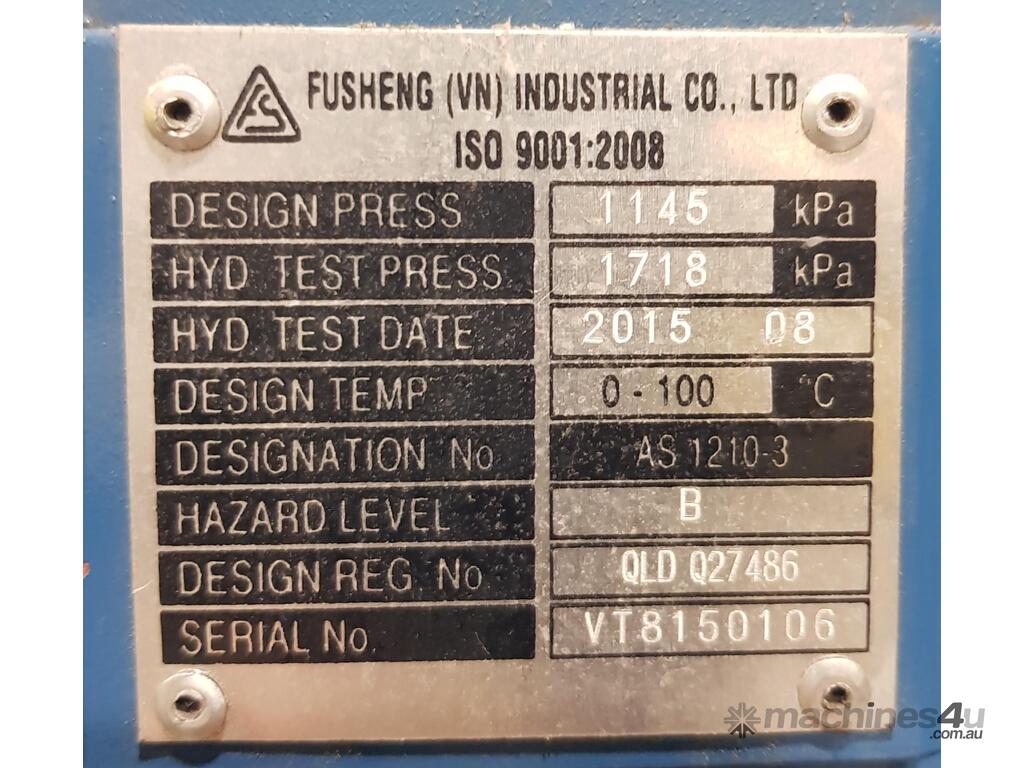 FS
FUSHENG (VN) INDUSTRIAL CO., LTD
ISO 9001:2008
DESIGN PRESS 1145 kPa
HYD TEST PRESS 1718 kPa
HYD TEST DATE 2015 08
DESIGN TEMP 0 - 100 °C
DESIGNATION No AS 1210-3
HAZARD LEVEL B
DESIGN REG. No QLD Q27486
SERIAL No. VT8150106
machines4u
.com.au